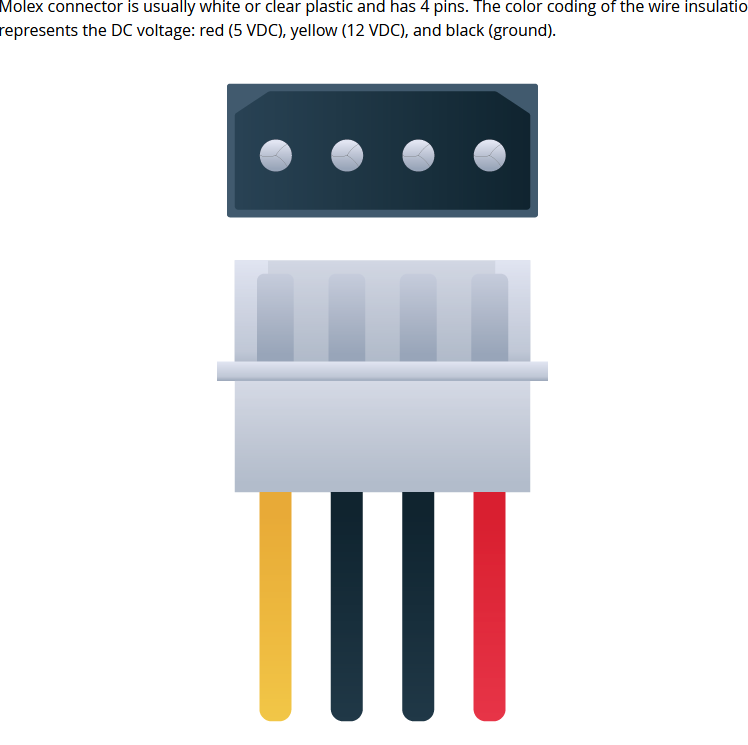 Molex connector is usually white or clear plastic and has 4 pins. The color coding of the wire insulatio
represents the DC voltage: red (5 VDC), yellow (12 VDC), and black (ground).